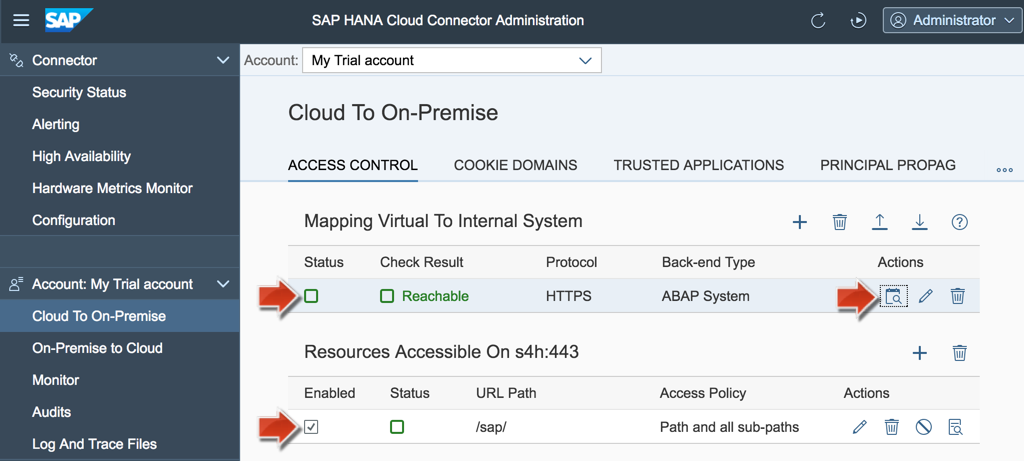 SAP SAP HANA Cloud Connector Administration Administrator
Connector
Security Status
Alerting
High Availability
Hardware Metrics Monitor
Configuration
Account: My Trial account
Cloud To On-Premise
On-Premise to Cloud
Monitor
Audits
Log And Trace Files
Account: My Trial account
Cloud To On-Premise
ACCESS CONTROL COOKIE DOMAINS TRUSTED APPLICATIONS PRINCIPAL PROPAG
Mapping Virtual To Internal System
Status Check Result Protocol Back-end Type Actions
Reachable HTTPS ABAP System
Resources Accessible On s4h:443
Enabled Status URL Path Access Policy Actions
/sap/ Path and all sub-paths